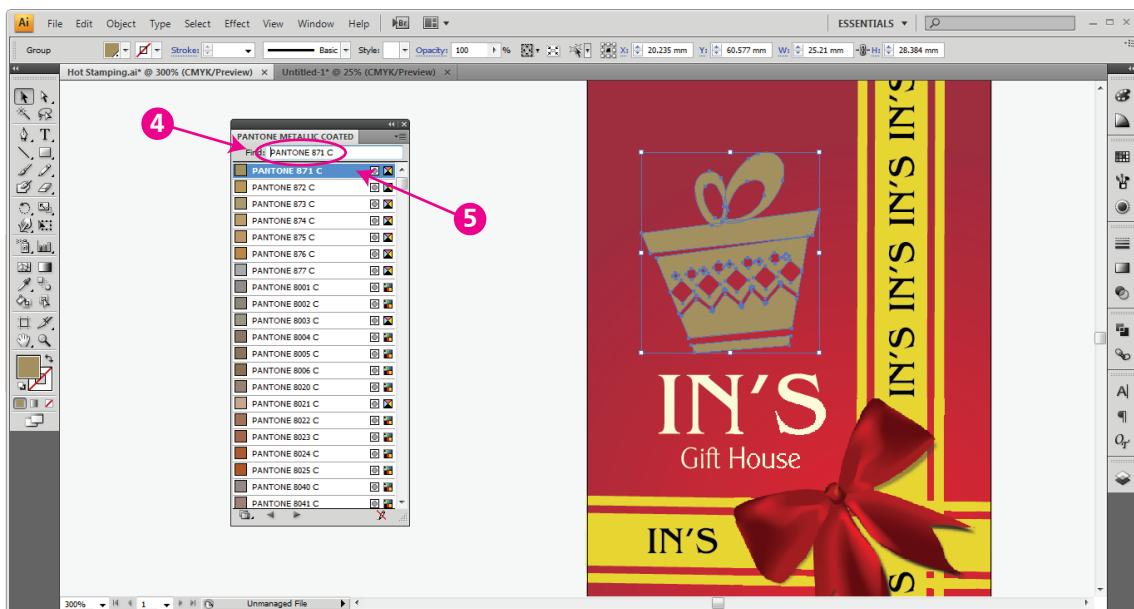 Ai File Edit Object Type Select Effect View Window Help Br ESSENTIALS
Group Stroke: Basic Style: Opacity: 100 % X: 20.235 mm Y: 60.577 mm W: 25.21 mm H: 28.384 mm
Hot Stamping.ai* @ 300% (CMYK/Preview) × Untitled-1* @ 25% (CMYK/Preview) ×
4
PANTONE METALLIC COATED
Find: PANTONE 871 C
PANTONE 871 C
PANTONE 872 C
PANTONE 873 C
PANTONE 874 C
PANTONE 875 C
PANTONE 876 C
PANTONE 877 C
PANTONE 8001 C
PANTONE 8002 C
PANTONE 8003 C
PANTONE 8004 C
PANTONE 8005 C
PANTONE 8006 C
PANTONE 8020 C
PANTONE 8021 C
PANTONE 8022 C
PANTONE 8023 C
PANTONE 8024 C
PANTONE 8025 C
PANTONE 8040 C
PANTONE 8041 C
5
IN'S IN'S IN'S IN'S
IN'S
Gift House
IN'S
300% 1 Unmanaged File